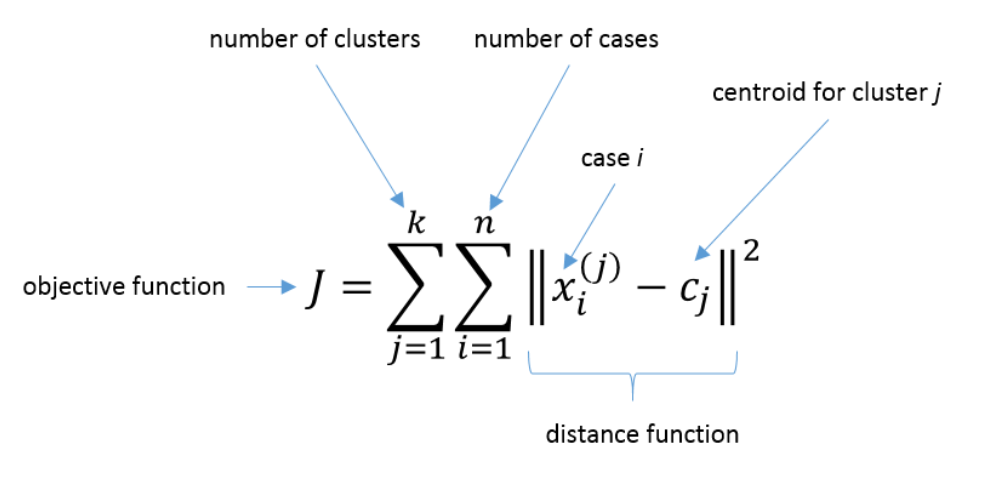 number of clusters
number of cases
centroid for cluster j
case i
objective function
J = ∑_{j=1}^{k} ∑_{i=1}^{n} ‖x_i^{(j)} − c_j‖^2
distance function